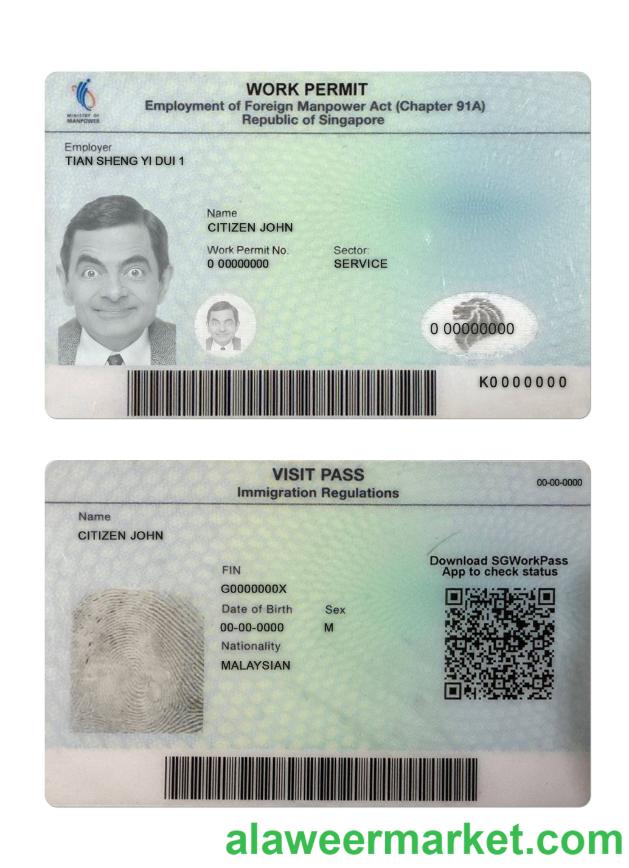 MINISTRY OF
MANPOWER
WORK PERMIT
Employment of Foreign Manpower Act (Chapter 91A)
Republic of Singapore
Employer
TIAN SHENG YI DUI 1
Name
CITIZEN JOHN
Work Permit No. Sector:
0 00000000 SERVICE
0 00000000
K0000000
VISIT PASS
Immigration Regulations
00-00-0000
Name
CITIZEN JOHN
Download SGWorkPass
App to check status
FIN
G0000000X
Date of Birth Sex
00-00-0000 M
Nationality
MALAYSIAN
alaweermarket.com